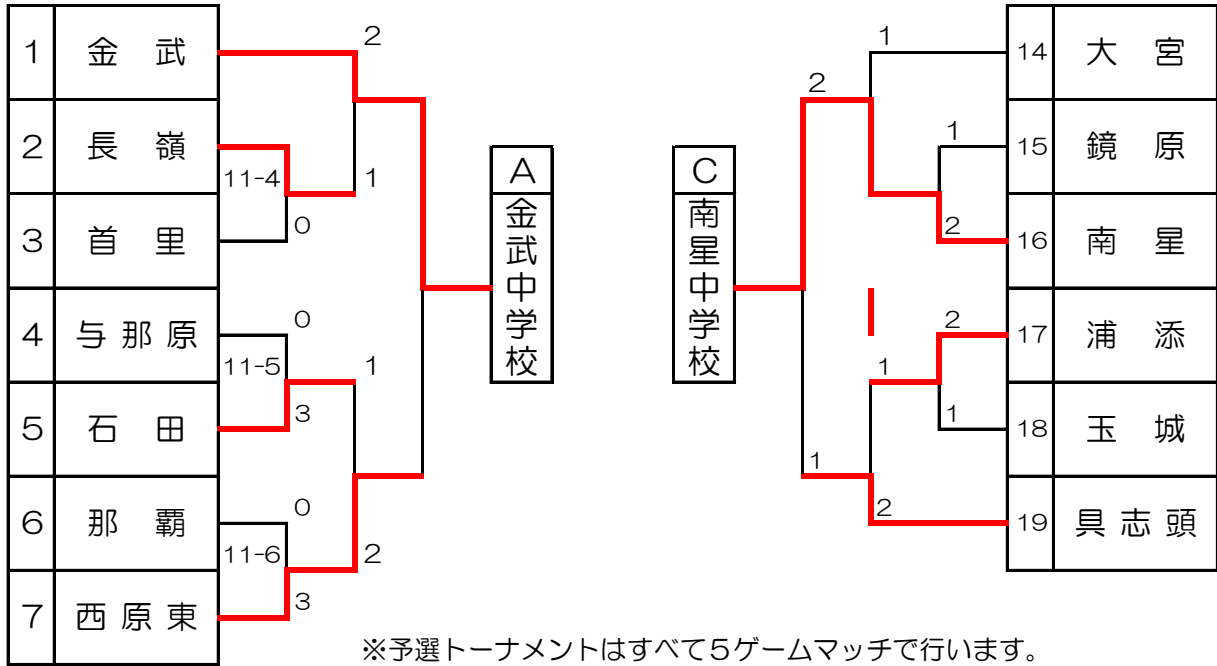 1 金 武
2 長 嶺
3 首 里
4 与那原
5 石 田
6 那 覇
7 西原東
2
11-4
1
0
0
11-5
1
3
0
11-6
2
3
A
金武中学校
C
南星中学校
1
2
1
2
2
1
1
1
2
14 大 宮
15 鏡 原
16 南 星
17 浦 添
18 玉 城
19 具志頭
※予選トーナメントはすべて5ゲームマッチで行います。